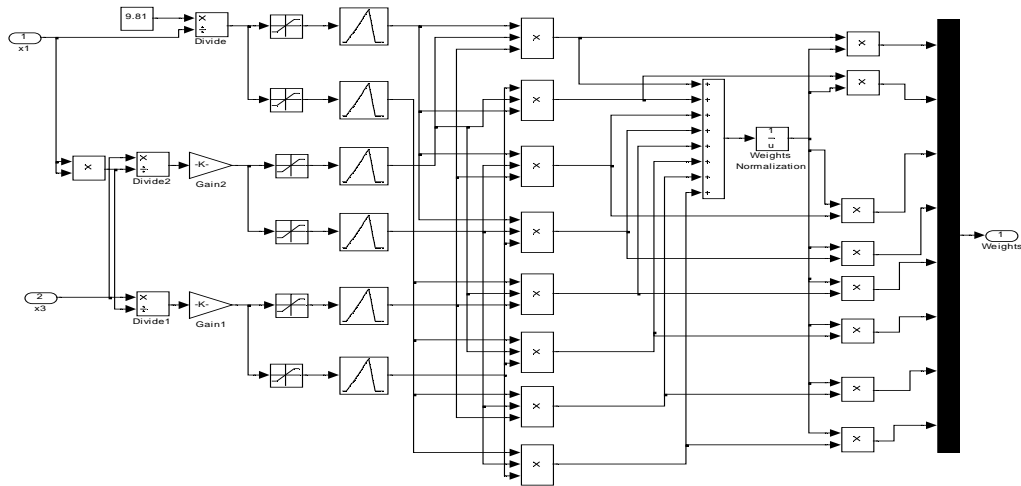 9.81
×
÷
Divide
1
x1
×
×
÷
Divide2
-K-
Gain2
2
x3
×
÷
Divide1
-K-
Gain1
×
×
×
×
×
×
×
×
+
+
+
+
+
+
+
+
1
u
Weights
Normalization
×
×
×
×
×
×
×
×
1
Weights